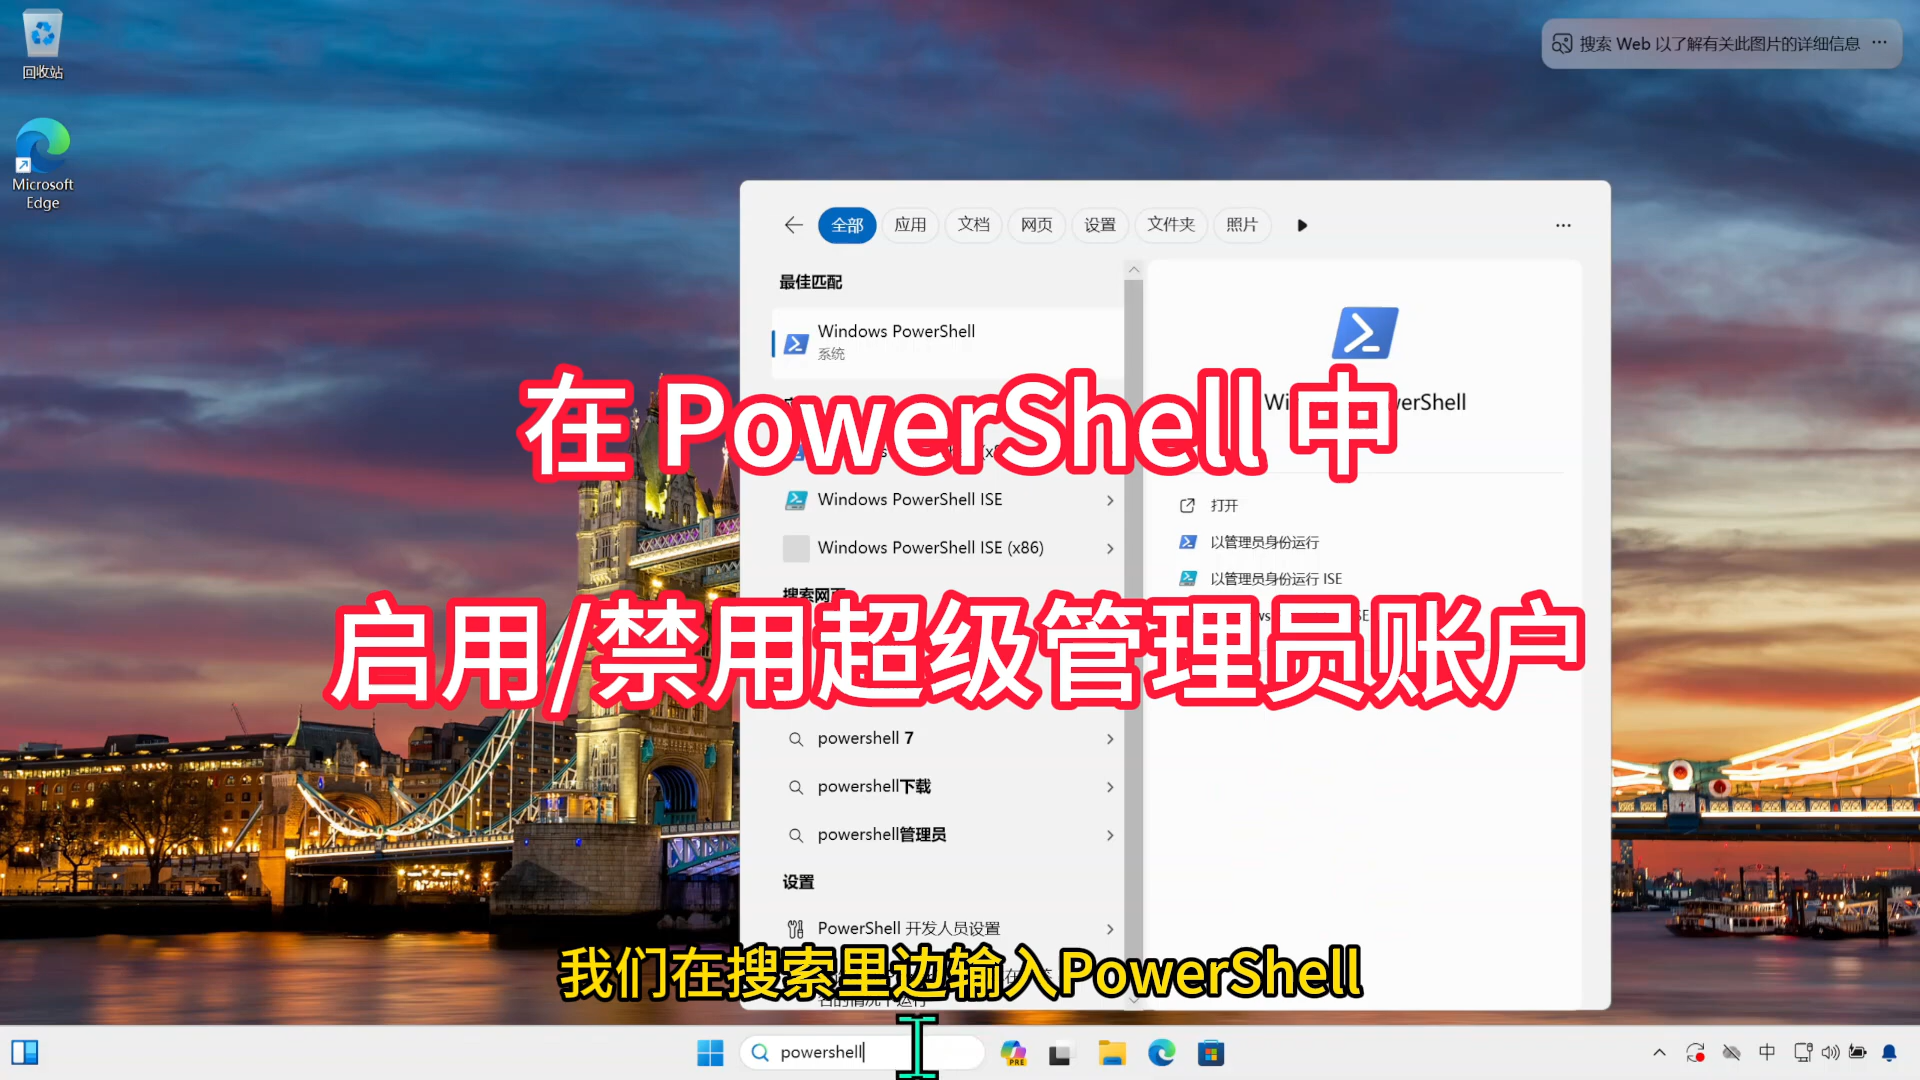 回收站
Microsoft
Edge
搜索 Web 以了解有关此图片的详细信息
全部 应用 文档 网页 设置 文件夹 照片
最佳匹配
Windows PowerShell
系统
在 PowerShell 中
Windows PowerShell ISE
Windows PowerShell ISE (x86)
搜索网页
启用/禁用超级管理员账户
powershell 7
powershell下载
powershell管理员
设置
PowerShell 开发人员设置
打开
以管理员身份运行
以管理员身份运行 ISE
我们在搜索里边输入PowerShell
powershell
PRE
中